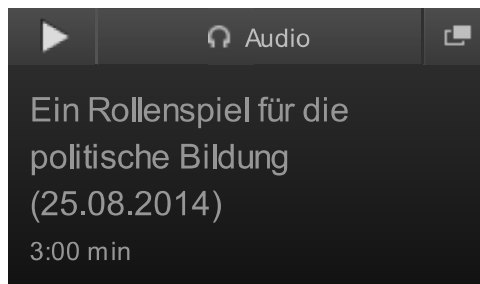 Audio
Ein Rollenspiel für die
politische Bildung
(25.08.2014)
3:00 min